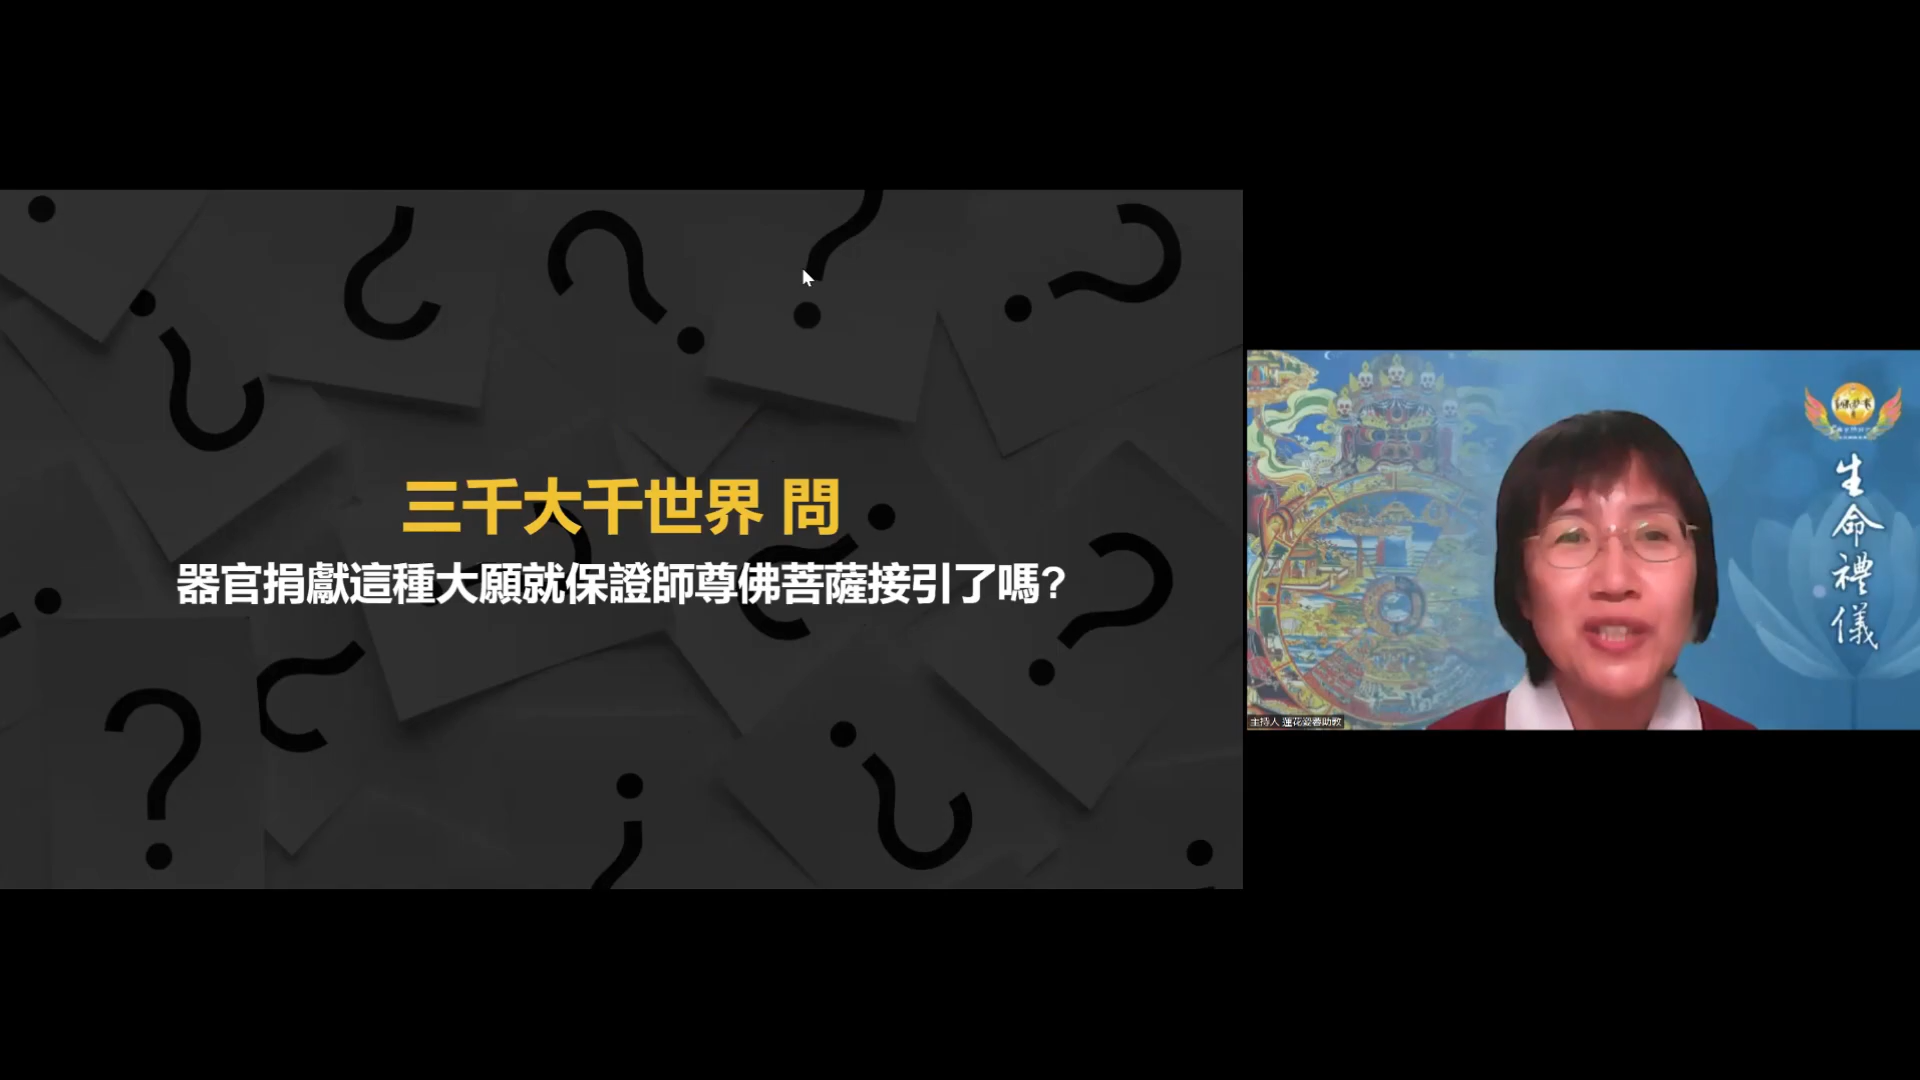 三千大千世界 問
器官捐獻這種大願就保證師尊佛菩薩接引了嗎?
生命禮儀
主持人 蓮花
助教